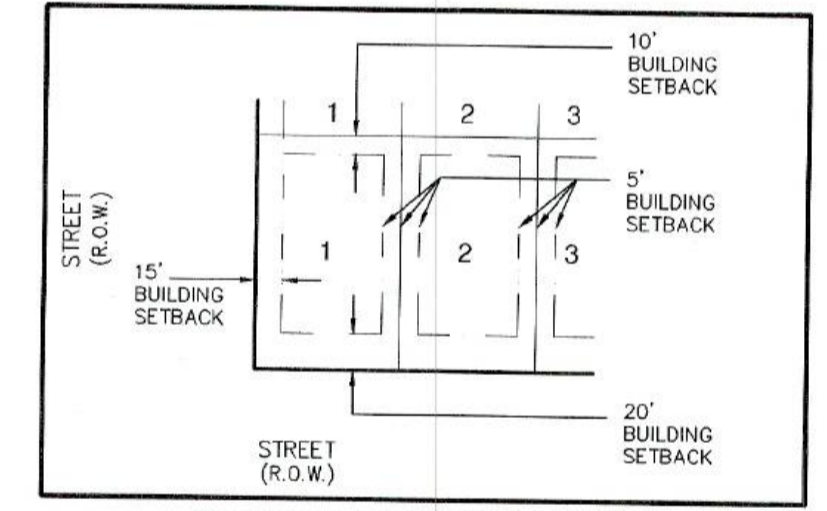 10'
BUILDING
SETBACK
1
2
3
5'
BUILDING
SETBACK
STREET
(R.O.W.)
1
2
3
15'
BUILDING
SETBACK
20'
BUILDING
SETBACK
STREET
(R.O.W.)